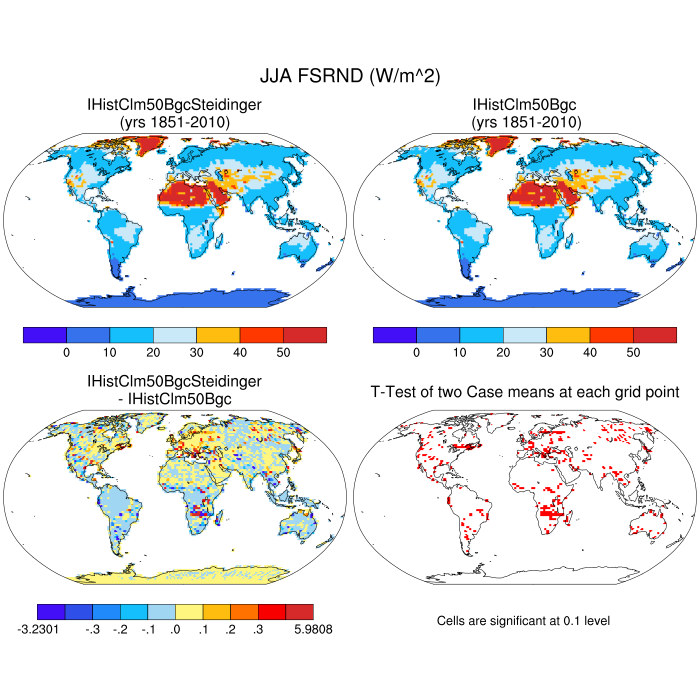 JJA FSRND (W/m^2)
IHistClm50BgcSteidinger
(yrs 1851-2010)
IHistClm50Bgc
(yrs 1851-2010)
0 10 20 30 40 50
0 10 20 30 40 50
IHistClm50BgcSteidinger
- IHistClm50Bgc
T-Test of two Case means at each grid point
-3.2301 -.3 -.2 -.1 .0 .1 .2 .3 5.9808
Cells are significant at 0.1 level